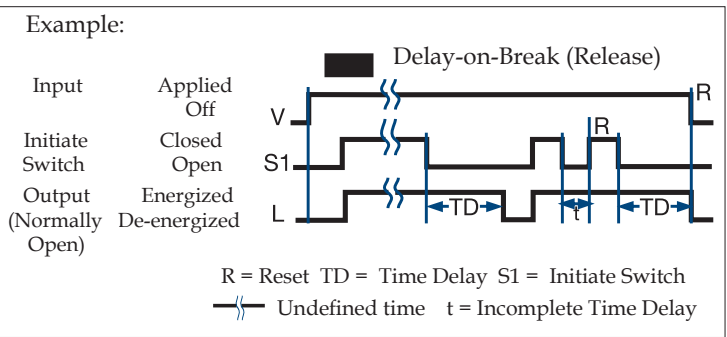 Example:
Delay-on-Break (Release)
Input Applied
Off
V R
Initiate Closed
Switch Open
S1 R
Output Energized
(Normally De-energized
Open)
L TD t TD
R = Reset TD = Time Delay S1 = Initiate Switch
Undefined time t = Incomplete Time Delay